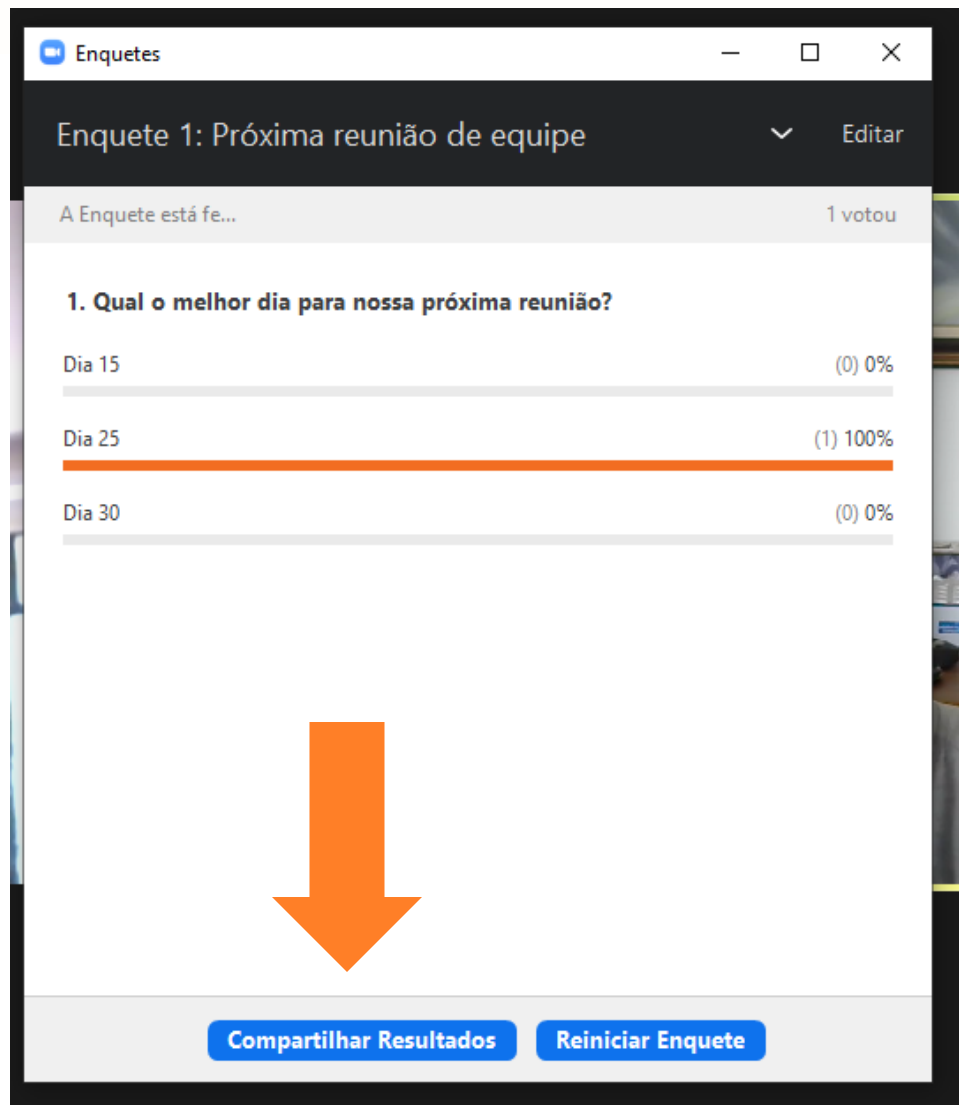 Enquetes
Enquete 1: Próxima reunião de equipe
Editar
A Enquete está fe...
1 votou
1. Qual o melhor dia para nossa próxima reunião?
Dia 15 (0) 0%
Dia 25 (1) 100%
Dia 30 (0) 0%
Compartilhar Resultados
Reiniciar Enquete